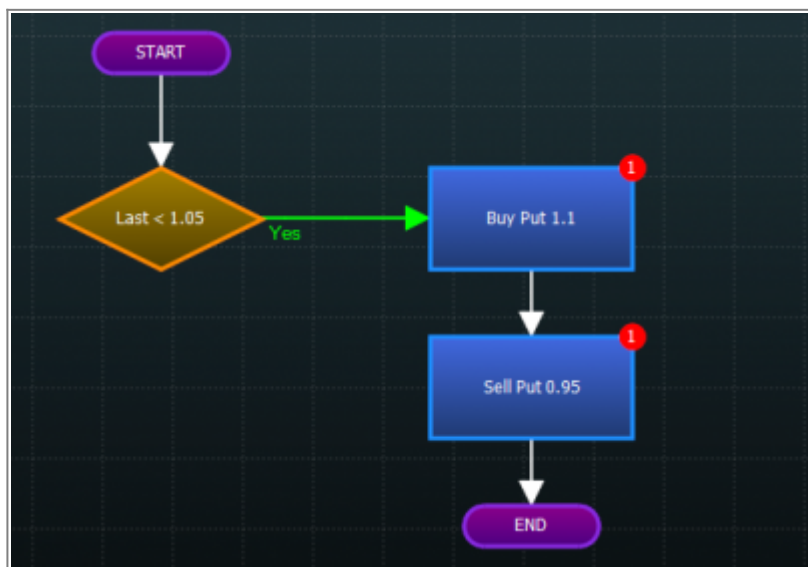 START
Last < 1.05
Yes
1
Buy Put 1.1
1
Sell Put 0.95
END